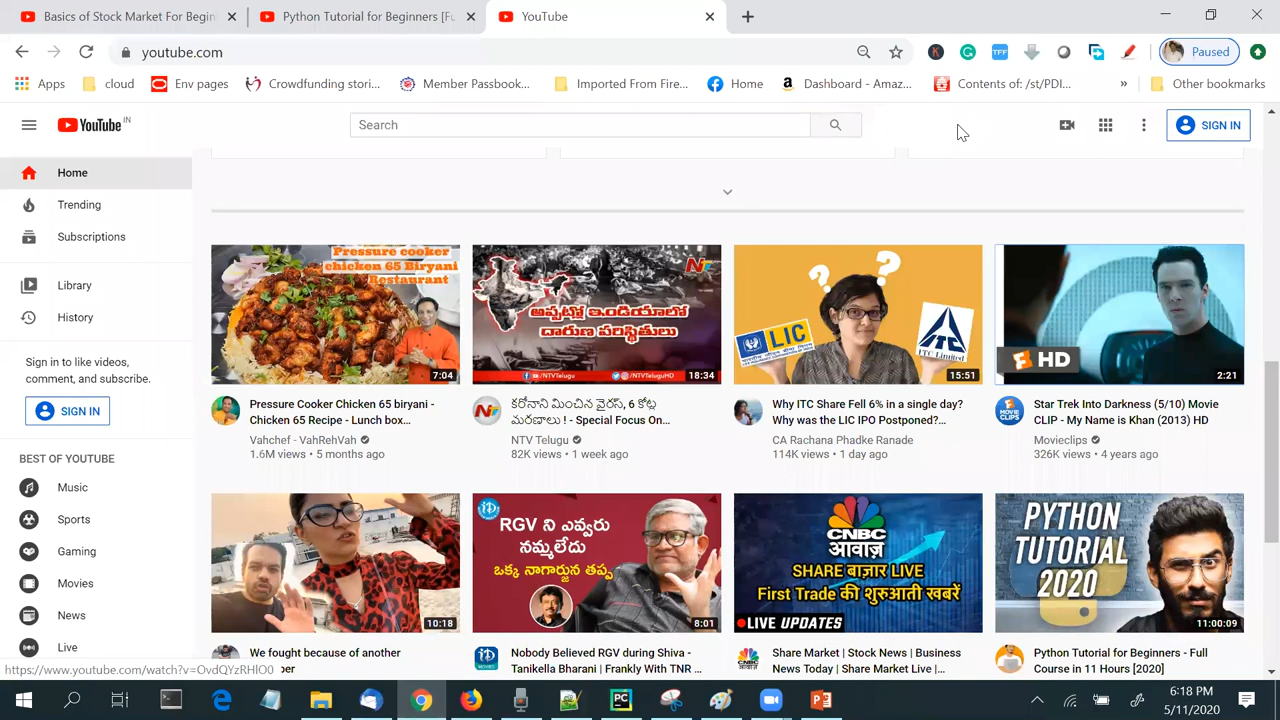 Basics of Stock Market For Begin
Python Tutorial for Beginners [Fu
YouTube
youtube.com
TFF
Paused
Apps
cloud
Env pages
Crowdfunding stori...
Member Passbook...
Imported From Fire...
Home
Dashboard - Amaz...
Contents of: /st/PDI...
»
Other bookmarks
YouTube IN
Search
SIGN IN
Home
Trending
Subscriptions
Library
History
Sign in to like videos,
comment, and subscribe.
SIGN IN
BEST OF YOUTUBE
Music
Sports
Gaming
Movies
News
Live
Pressure cooker
chicken 65 Biryani
Restaurant
7:04
Pressure Cooker Chicken 65 biryani -
Chicken 65 Recipe - Lunch box...
Vahchef - VahRehVah
1.6M views • 5 months ago
అప్పట్లో ఇండియాలో
దారుణ పరిస్థితులు
/NTVTelugu
/NTVTeluguHD
18:34
కరోనాని మించిన వైరస్, 6 కోట్ల
మరణాలు !- Special Focus On...
NTV Telugu
82K views • 1 week ago
? ?
LIC
ITC Limited
15:51
Why ITC Share Fell 6% in a single day?
Why was the LIC IPO Postponed?...
CA Rachana Phadke Ranade
114K views • 1 day ago
HD
2:21
MOVIE
CLIPS
Star Trek Into Darkness (5/10) Movie
CLIP - My Name is Khan (2013) HD
Movieclips
326K views • 4 years ago
10:18
We fought because of another
per
RGV ని ఎవ్వరు
నమ్మలేదు
ఒక్క నాగార్జున తప్ప
8:01
Nobody Believed RGV during Shiva -
Tanikella Bharani | Frankly With TNR ...
CNBC
आवाज़
SHARE बाज़ार LIVE
First Trade की शुरुआती खबरें
LIVE UPDATES
Share Market | Stock News | Business
News Today | Share Market Live |
PYTHON
TUTORIAL
2020
11:00:09
Python Tutorial for Beginners - Full
Course in 11 Hours [2020]
https://www.youtube.com/watch?v=OvdQYzRHlO0
6:18 PM
5/11/2020